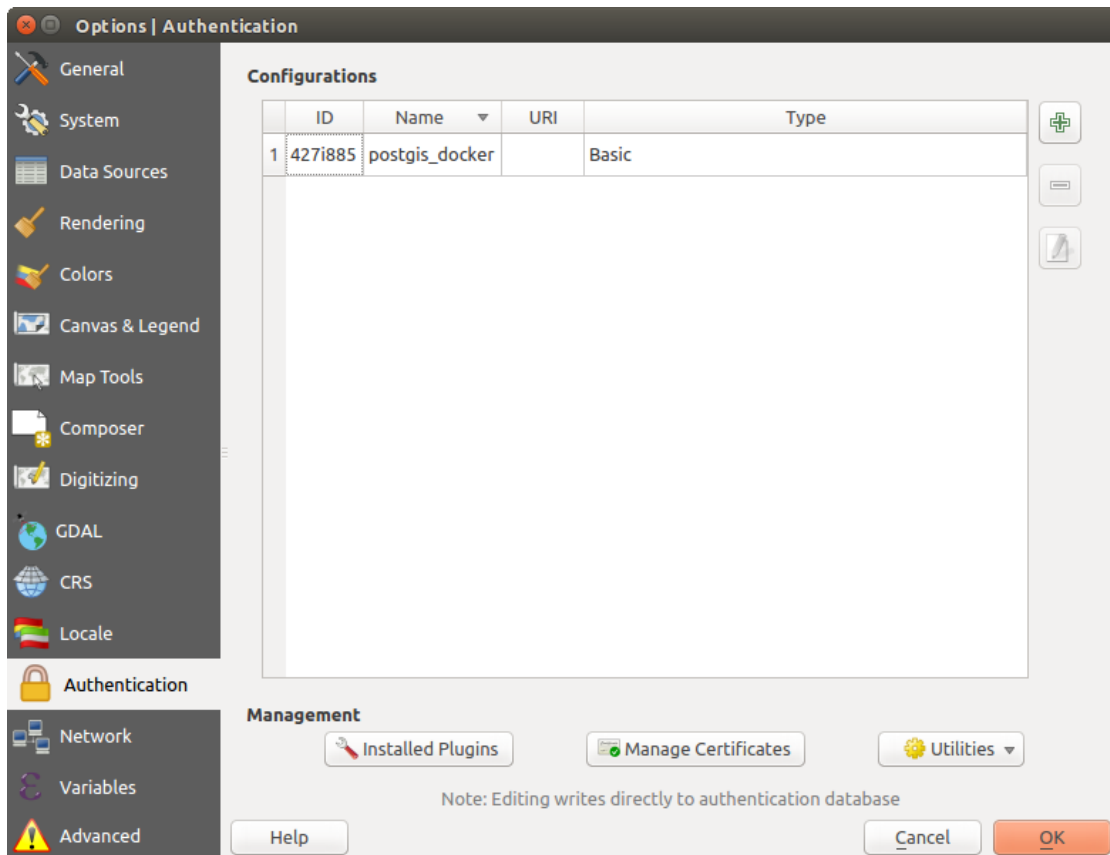 Options | Authentication
General
System
Data Sources
Rendering
Colors
Canvas & Legend
Map Tools
Composer
Digitizing
GDAL
CRS
Locale
Authentication
Network
Variables
Advanced
Configurations
ID Name URI Type
1 427i885 postgis_docker Basic
Management
Installed Plugins Manage Certificates Utilities
Note: Editing writes directly to authentication database
Help Cancel OK